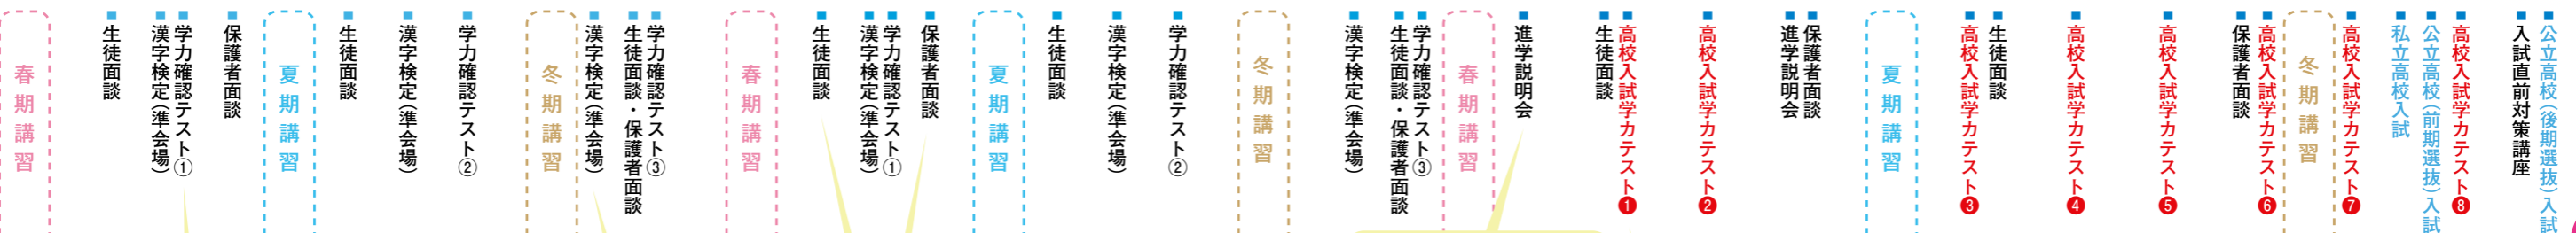 春期講習
■生徒面談
■漢字検定（準会場）
■学力確認テスト①
■保護者面談
夏期講習
■生徒面談
■漢字検定（準会場）
■学力確認テスト②
冬期講習
■漢字検定（準会場）
■生徒面談・保護者面談
■学力確認テスト③
春期講習
■生徒面談
■漢字検定（準会場）
■学力確認テスト①
■保護者面談
夏期講習
■生徒面談
■漢字検定（準会場）
■学力確認テスト②
冬期講習
■漢字検定（準会場）
■生徒面談・保護者面談
■学力確認テスト③
春期講習
■進学説明会
■生徒面談
■高校入試学力テスト❶
■高校入試学力テスト❷
■進学説明会
■保護者面談
夏期講習
■高校入試学力テスト❸
■生徒面談
■高校入試学力テスト❹
■高校入試学力テスト❺
■保護者面談
■高校入試学力テスト❻
冬期講習
■高校入試学力テスト❼
■私立高校入試
■公立高校（前期選抜）入試
■高校入試学力テスト❽
■入試直前対策講座
■公立高校（後期選抜）入試